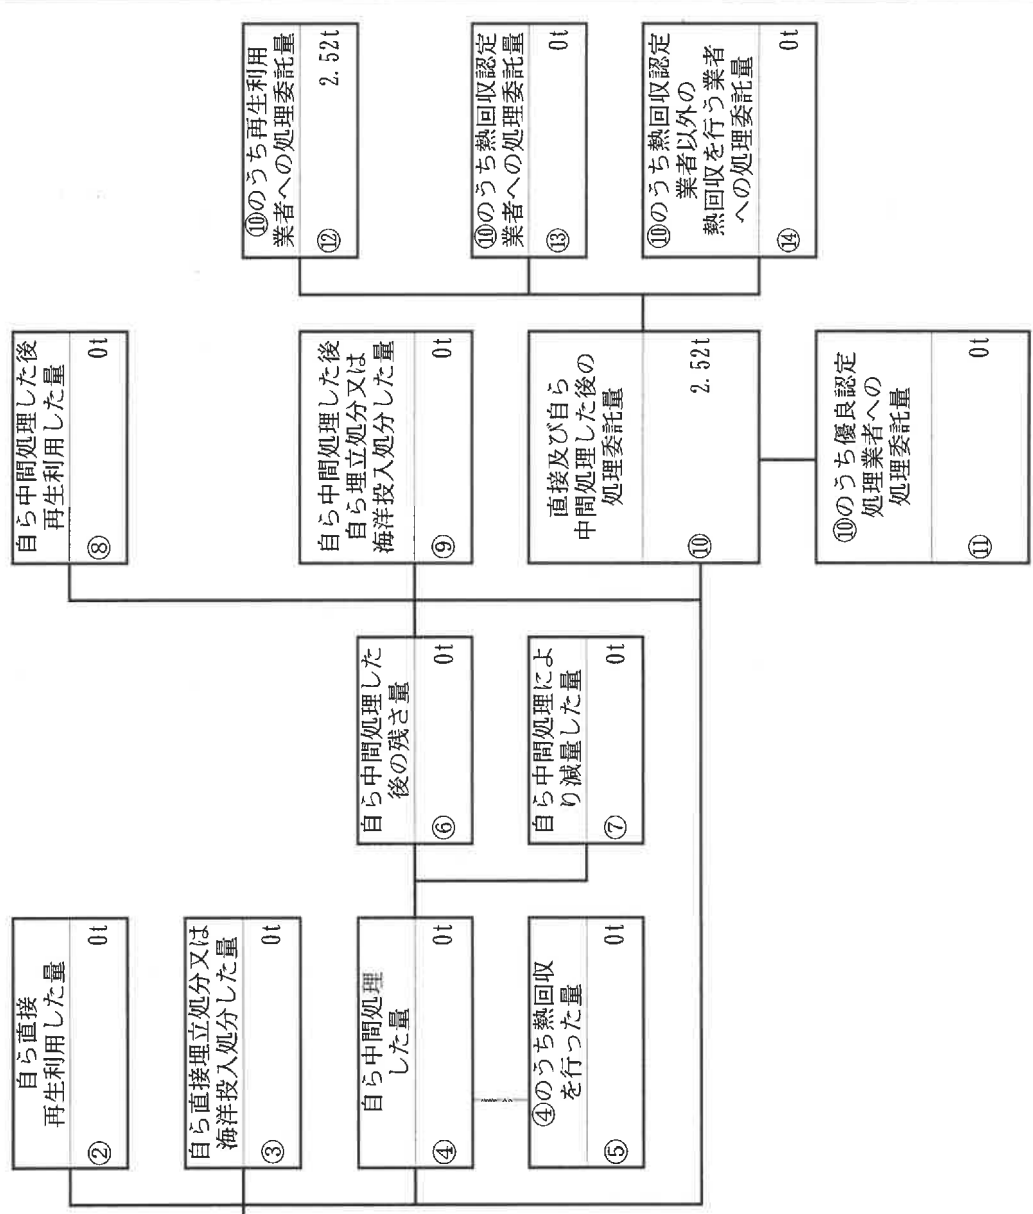 自ら直接
再生利用した量
② 0t
自ら直接埋立処分又は
海洋投入処分した量
③ 0t
自ら中間処理
した量
④ 0t
④のうち熱回収
を行った量
⑤ 0t
自ら中間処理した
後の残さ量
⑥ 0t
自ら中間処理によ
り減量した量
⑦ 0t
自ら中間処理した後
再生利用した量
⑧ 0t
自ら中間処理した後
自ら埋立処分又は
海洋投入処分した量
⑨ 0t
直接及び自ら
中間処理した後の
処理委託量
⑩ 2.52t
⑩のうち優良認定
処理業者への
処理委託量
⑪ 0t
⑩のうち再生利用
業者への処理委託量
⑫ 2.52t
⑩のうち熱回収認定
業者への処理委託量
⑬ 0t
⑩のうち熱回収認定
業者以外の
熱回収を行う業者
への処理委託量
⑭ 0t